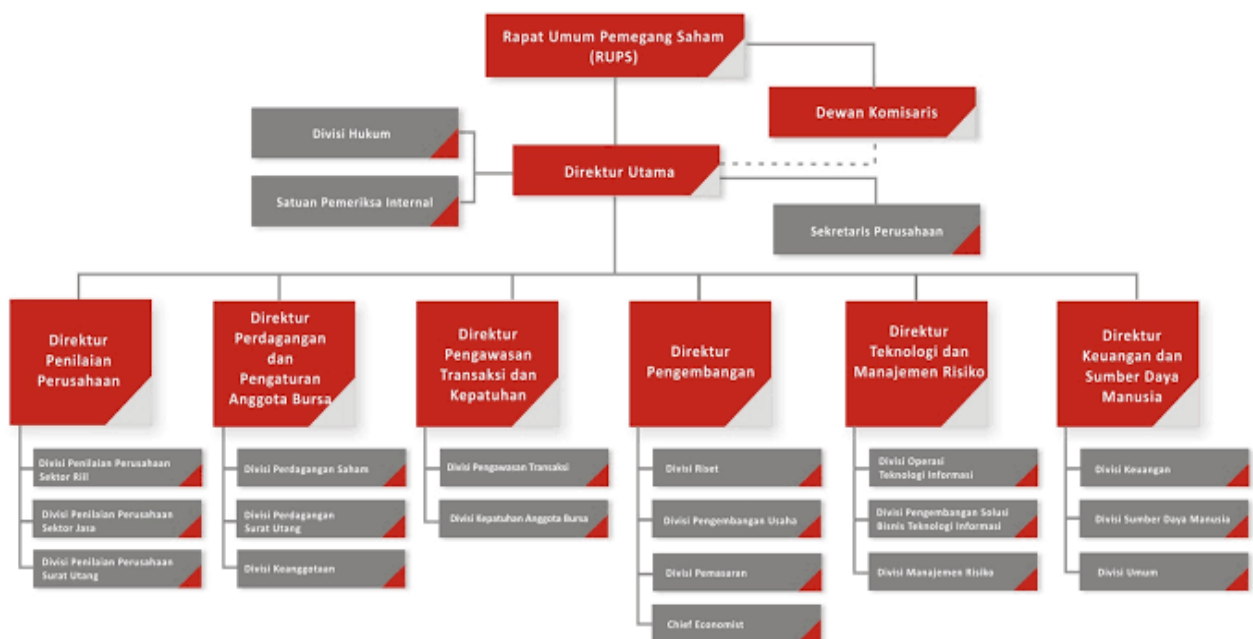 Rapat Umum Pemegang Saham
(RUPS)
Dewan Komisaris
Divisi Hukum
Direktur Utama
Satuan Pemeriksa Internal
Sekretaris Perusahaan
Direktur
Penilaian
Perusahaan
Divisi Penilaian Perusahaan
Sektor Riil
Divisi Penilaian Perusahaan
Sektor Jasa
Divisi Penilaian Perusahaan
Surat Utang
Direktur
Perdagangan
dan
Pengaturan
Anggota Bursa
Divisi Perdagangan Saham
Divisi Perdagangan
Surat Utang
Divisi Keanggotaan
Direktur
Pengawasan
Transaksi dan
Kepatuhan
Divisi Pengawasan Transaksi
Divisi Kepatuhan Anggota Bursa
Direktur
Pengembangan
Divisi Riset
Divisi Pengembangan Usaha
Divisi Pemasaran
Chief Economist
Direktur
Teknologi dan
Manajemen Risiko
Divisi Operasi
Teknologi Informasi
Divisi Pengembangan Solusi
Bisnis Teknologi Informasi
Divisi Manajemen Risiko
Direktur
Keuangan dan
Sumber Daya
Manusia
Divisi Keuangan
Divisi Sumber Daya Manusia
Divisi Umum